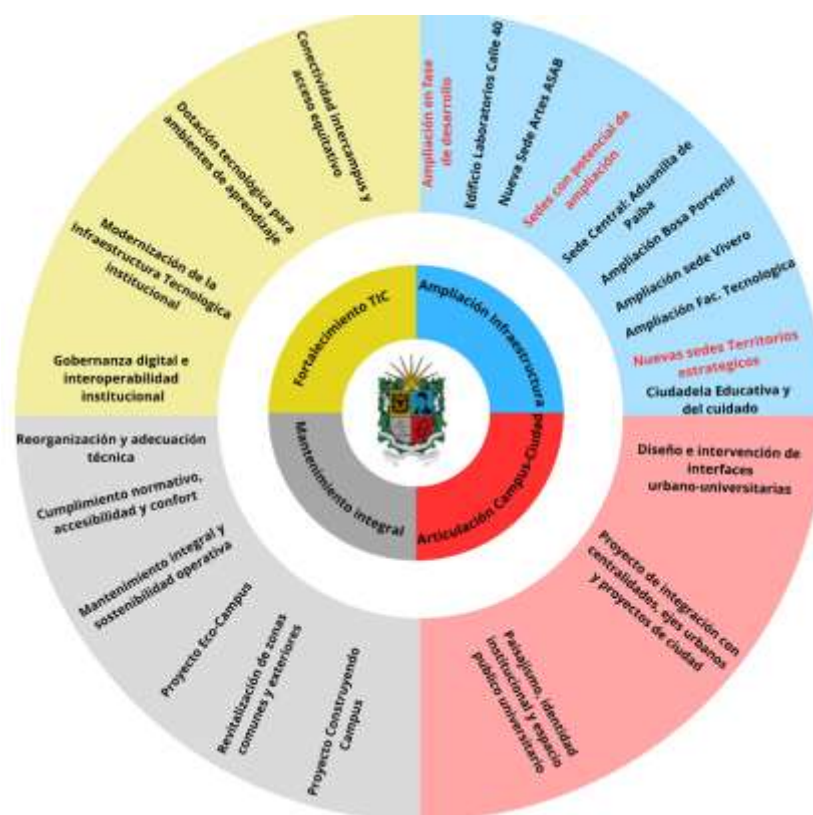 Conectividad intercampus y
acceso equitativo
Dotación tecnológica para
ambientes de aprendizaje
Modernización de la
Infraestructura Tecnologica
institucional
Gobernanza digital e
interoperabilidad
institucional
Ampliación en fase
de desarrollo
Edificio Laboratorios Calle 40
Nueva Sede Artes ASAB
Sedes con potencial de
ampliación
Sede Central: Aduanilla de
Paiba
Ampliación Bosa Porvenir
Ampliación sede Vivero
Ampliación Fac. Tecnologica
Nuevas sedes Territorios
estrategicos
Ciudadela Educativa y
del cuidado
Fortalecimiento TIC
Ampliación Infraestructura
Mantenimiento integral
Articulación Campus-Ciudad
Reorganización y adecuación
técnica
Cumplimiento normativo,
accesibilidad y confort
Mantenimiento integral y
sostenibilidad operativa
Proyecto Eco-Campus
Revitalización de zonas
comunes y exteriores
Proyecto Construyendo
Campus
Diseño e intervención de
interfaces
urbano-universitarias
Proyecto de integración con
centralidades, ejes urbanos
y proyectos de ciudad
Paisajismo, identidad
institucional y espacio
publico universitario